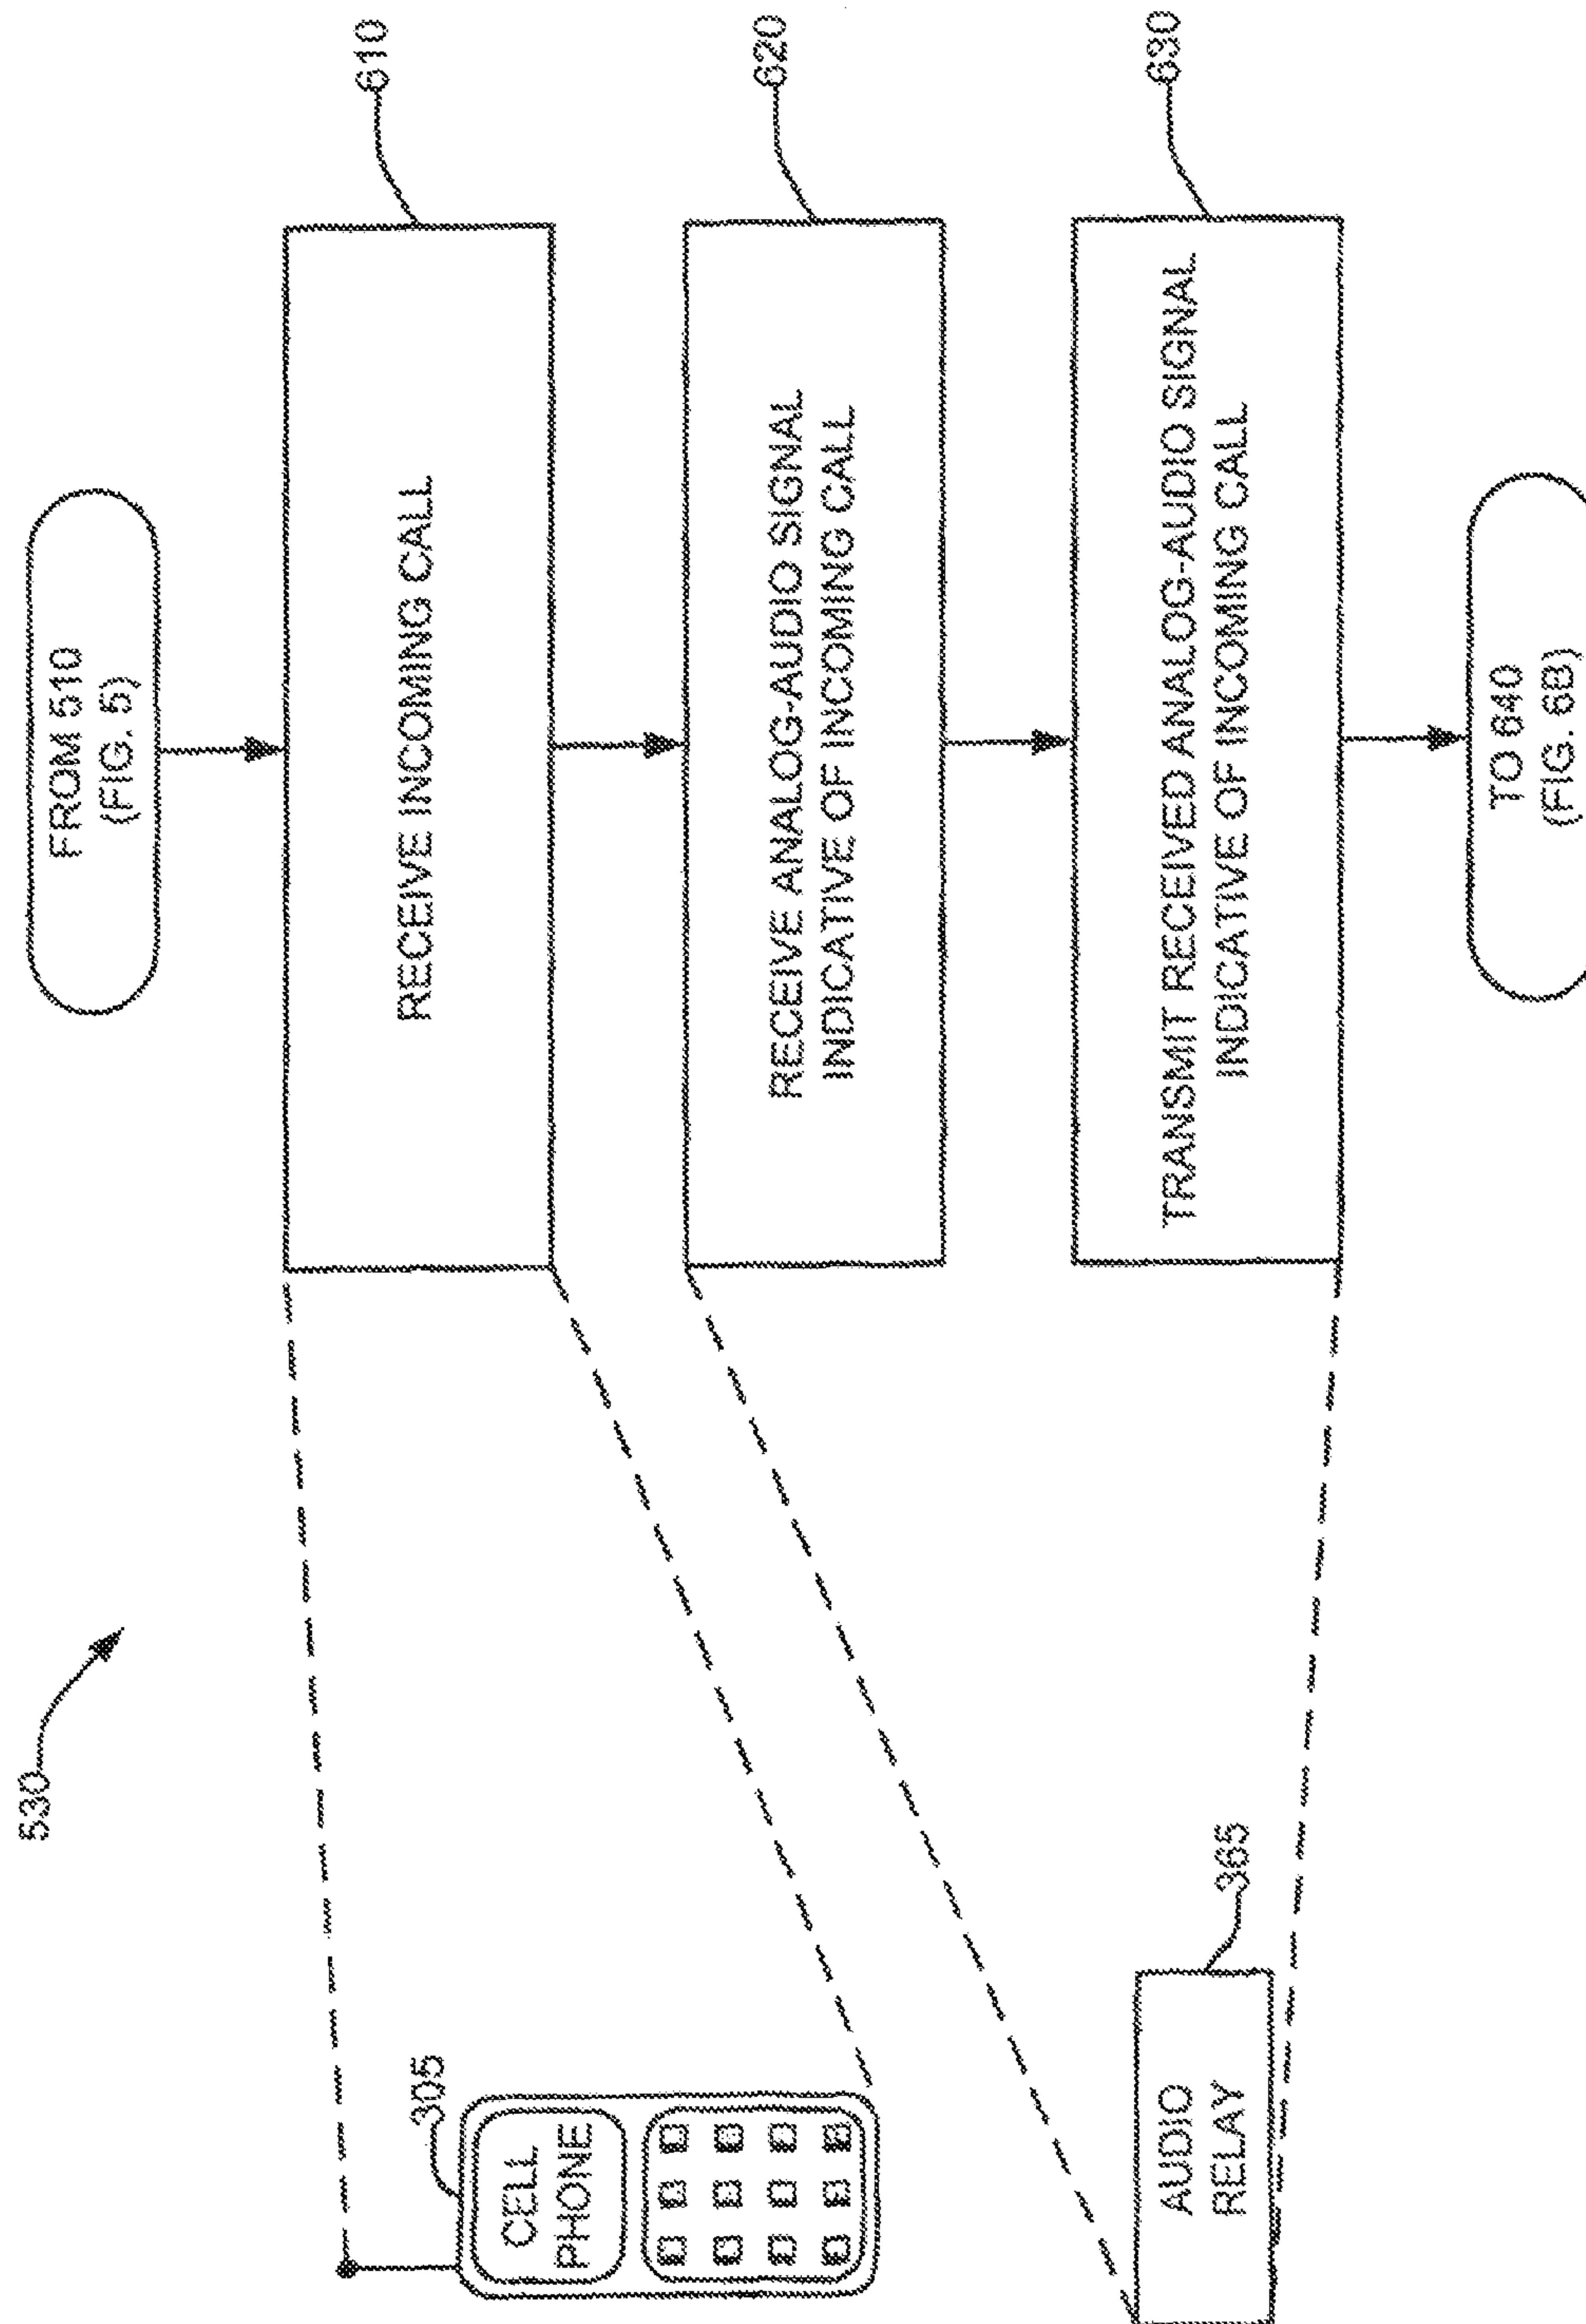 530
FROM 510
(FIG. 5)
610
RECEIVE INCOMING CALL
305
CELL
PHONE
620
RECEIVE ANALOG-AUDIO SIGNAL
INDICATIVE OF INCOMING CALL
630
TRANSMIT RECEIVED ANALOG-AUDIO SIGNAL
INDICATIVE OF INCOMING CALL
365
AUDIO
RELAY
TO 640
(FIG. 6B)